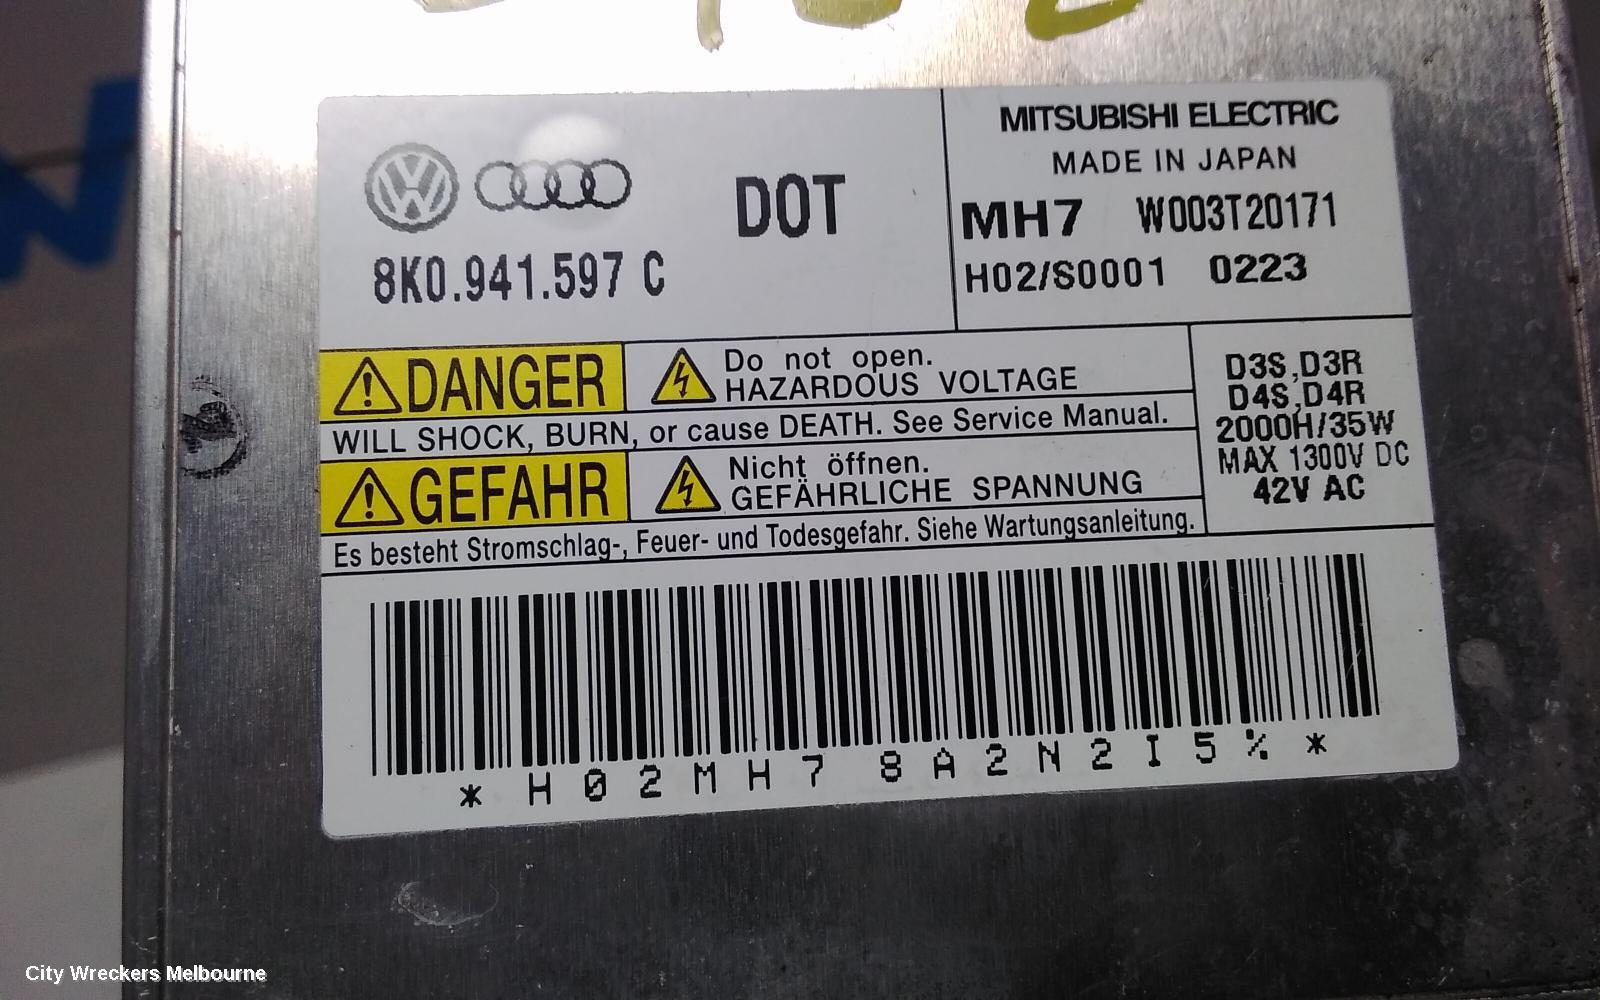 DOT
8K0.941.597 C
MITSUBISHI ELECTRIC
MADE IN JAPAN
MH7 W003T20171
H02/S0001 0223
DANGER
Do not open.
HAZARDOUS VOLTAGE
WILL SHOCK, BURN, or cause DEATH. See Service Manual.
GEFAHR
Nicht öffnen.
GEFÄHRLICHE SPANNUNG
Es besteht Stromschlag-, Feuer- und Todesgefahr. Siehe Wartungsanleitung.
D3S,D3R
D4S,D4R
2000H/35W
MAX 1300V DC
42V AC
*H02MH78A2N2I5%*
City Wreckers Melbourne